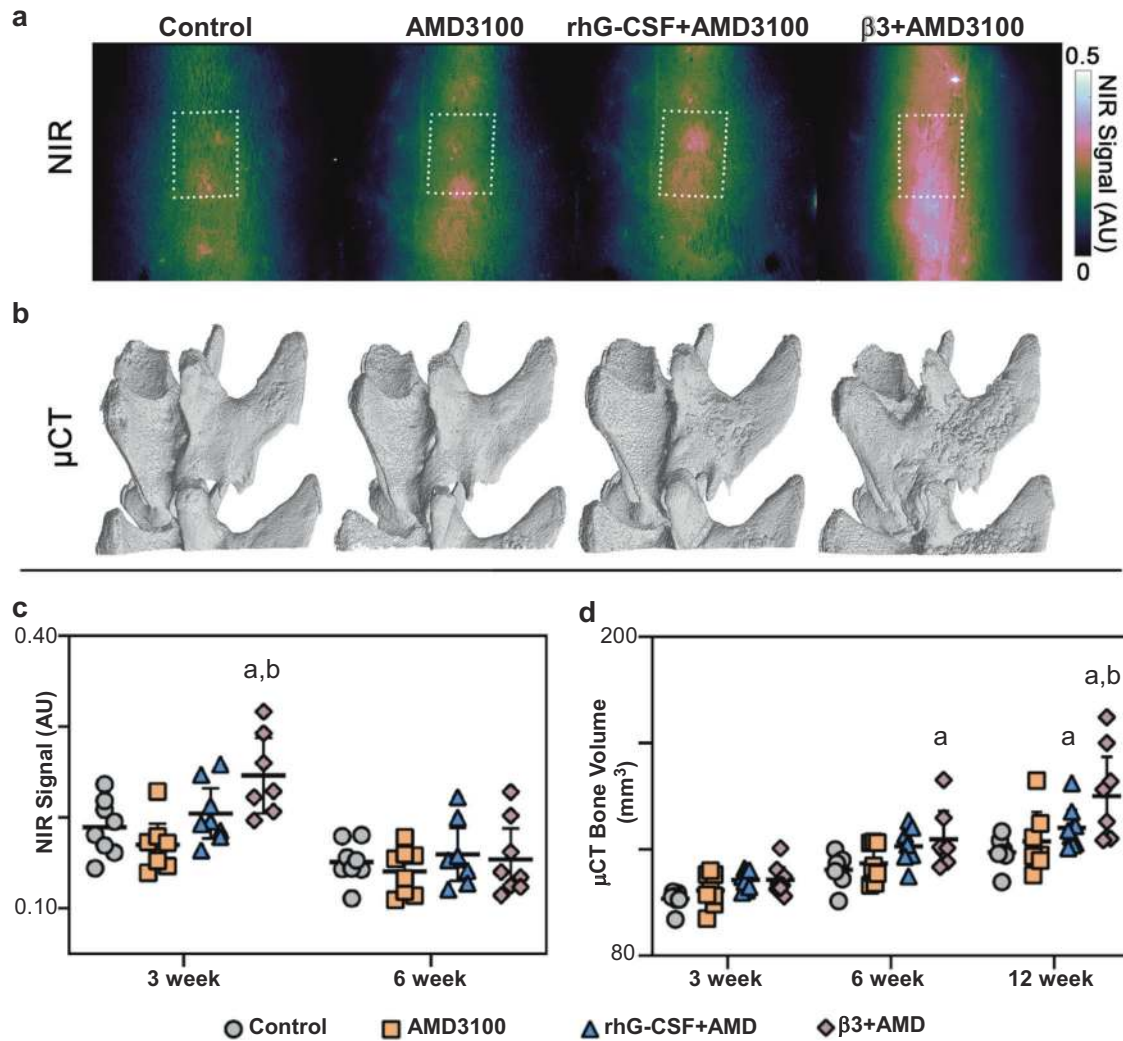 a
Control AMD3100 rhG-CSF+AMD3100 β3+AMD3100
NIR
0.5
NIR Signal (AU)
0
b
µCT
c
0.40
NIR Signal (AU)
0.10
a,b
3 week 6 week
d
200
µCT Bone Volume
(mm³)
80
a
a
a,b
3 week 6 week 12 week
Control AMD3100 rhG-CSF+AMD β3+AMD